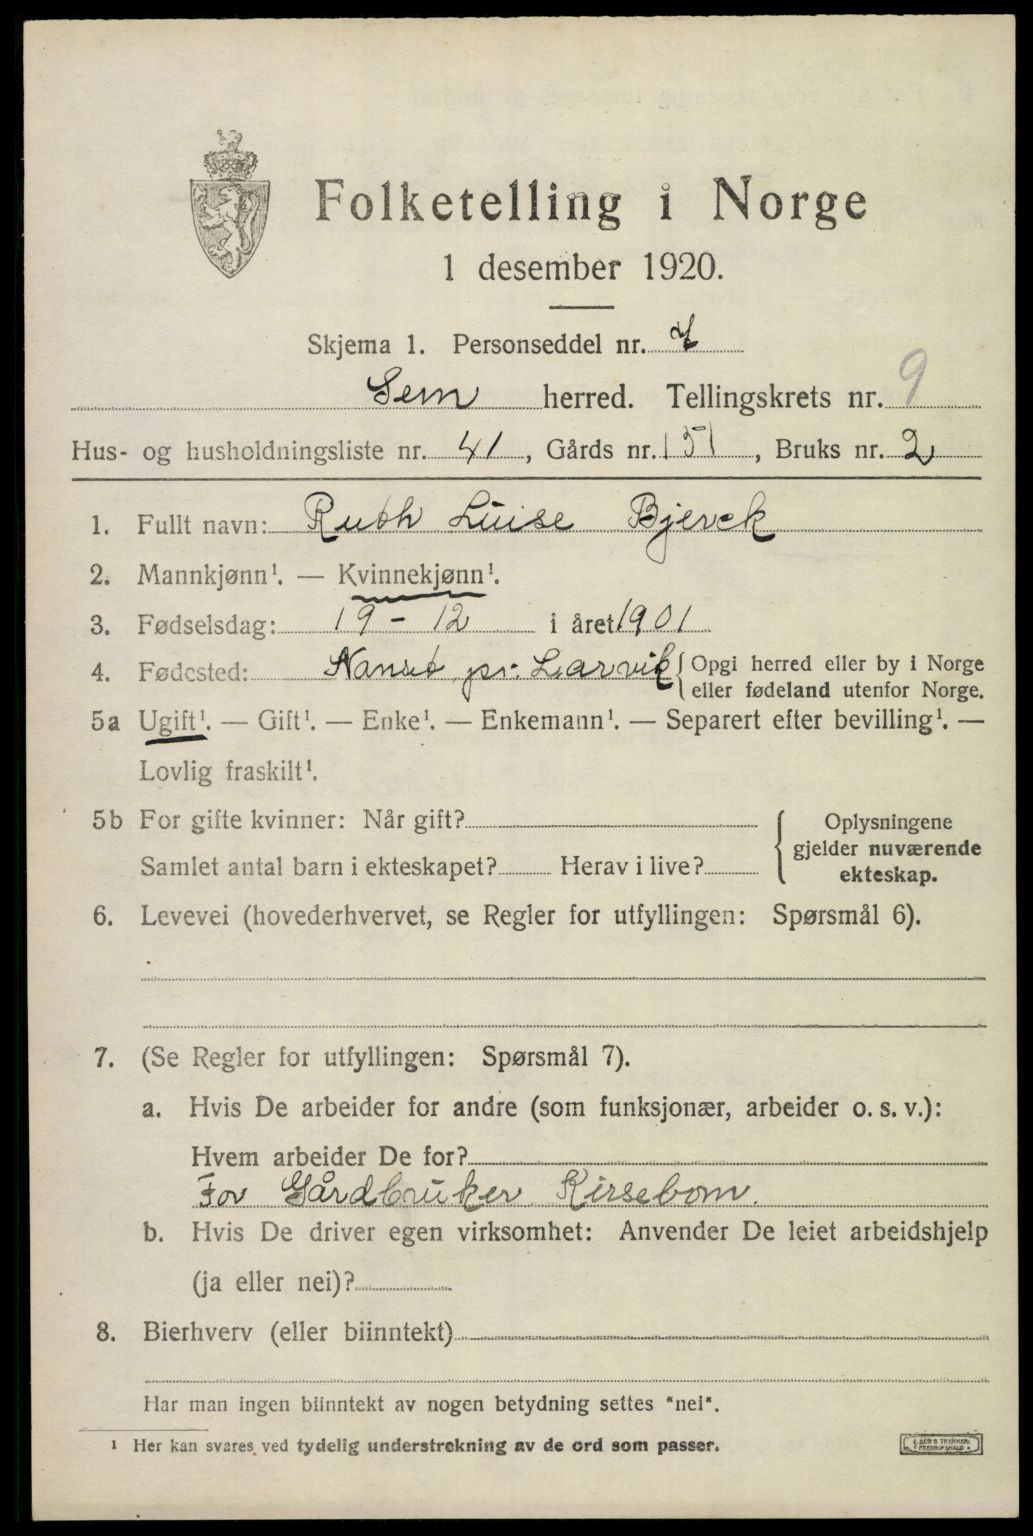 Folketelling i Norge
1 desember 1920.
Skjema 1. Personseddel nr.
Sem herred. Tellingskrets nr. 9
Hus- og husholdningsliste nr. 41, Gårds nr. 151, Bruks nr. 2
1. Fullt navn: Ruth Luise Bjerek
2. Mannkjønn¹. — Kvinnekjønn¹.
3. Fødselsdag: 19 - 12 i året 1901
4. Fødested: Nanset pr. Larvik { Opgi herred eller by i Norge
eller fødeland utenfor Norge.
5a Ugift¹. — Gift¹. — Enke¹. — Enkemann¹. — Separert efter bevilling¹. —
Lovlig fraskilt¹.
5b For gifte kvinner: Når gift?
Samlet antal barn i ekteskapet? Herav i live?
Oplysningene
gjelder nuværende
ekteskap.
6. Levevei (hovederhvervet, se Regler for utfyllingen: Spørsmål 6).
7. (Se Regler for utfyllingen: Spørsmål 7).
a. Hvis De arbeider for andre (som funksjonær, arbeider o. s. v.):
Hvem arbeider De for?
For Gårdbruker Kirsebom.
b. Hvis De driver egen virksomhet: Anvender De leiet arbeidshjelp
(ja eller nei)?
8. Bierhverv (eller biinntekt)
Har man ingen biinntekt av nogen betydning settes "nei".
¹ Her kan svares ved tydelig understrekning av de ord som passer.